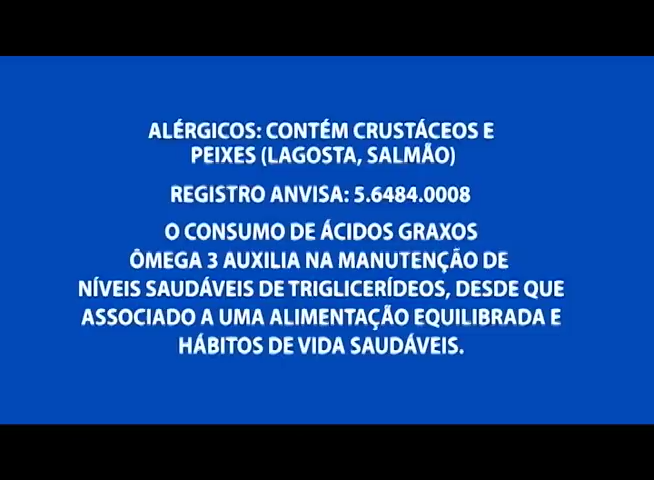 ALÉRGICOS: CONTÉM CRUSTÁCEOS E
PEIXES (LAGOSTA, SALMÃO)
REGISTRO ANVISA: 5.6484.0008
O CONSUMO DE ÁCIDOS GRAXOS
ÔMEGA 3 AUXILIA NA MANUTENÇÃO DE
NÍVEIS SAUDÁVEIS DE TRIGLICERÍDEOS, DESDE QUE
ASSOCIADO A UMA ALIMENTAÇÃO EQUILIBRADA E
HÁBITOS DE VIDA SAUDÁVEIS.